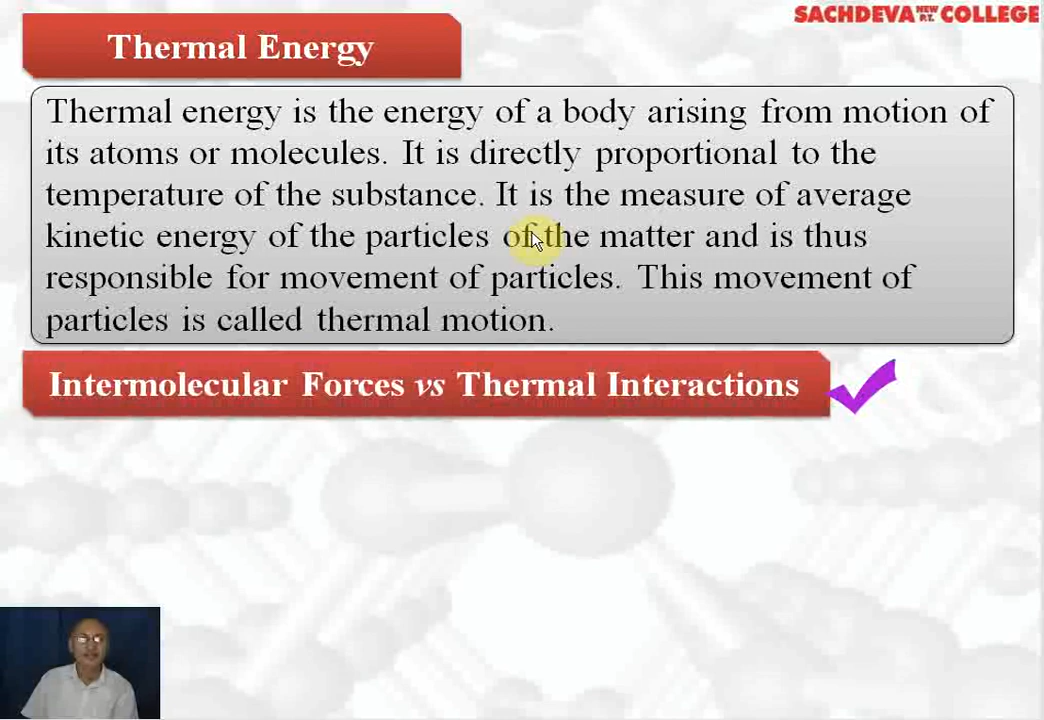 SACHDEVA NEW P.T. COLLEGE
Thermal Energy
Thermal energy is the energy of a body arising from motion of
its atoms or molecules. It is directly proportional to the
temperature of the substance. It is the measure of average
kinetic energy of the particles of the matter and is thus
responsible for movement of particles. This movement of
particles is called thermal motion.
Intermolecular Forces vs Thermal Interactions